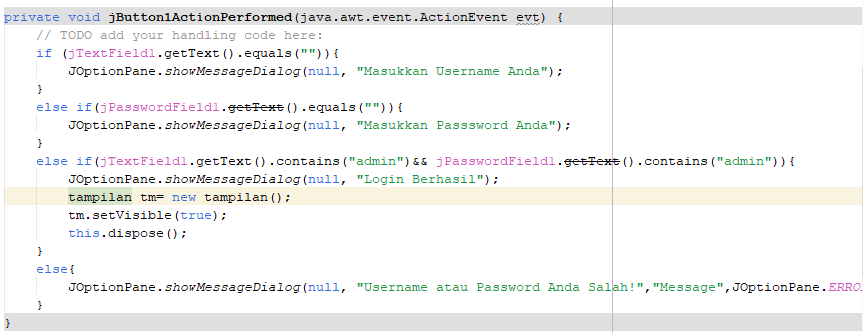 private void jButton1ActionPerformed(java.awt.event.ActionEvent evt) {
// TODO add your handling code here:
if (jTextField1.getText().equals("")){
JOptionPane.showMessageDialog(null, "Masukkan Username Anda");
}
else if(jPasswordField1.getText().equals("")){
JOptionPane.showMessageDialog(null, "Masukkan Passsword Anda");
}
else if(jTextField1.getText().contains("admin")&& jPasswordField1.getText().contains("admin")){
JOptionPane.showMessageDialog(null, "Login Berhasil");
tampilan tm= new tampilan();
tm.setVisible(true);
this.dispose();
}
else{
JOptionPane.showMessageDialog(null, "Username atau Password Anda Salah!","Message",JOptionPane.ERRO
}
}